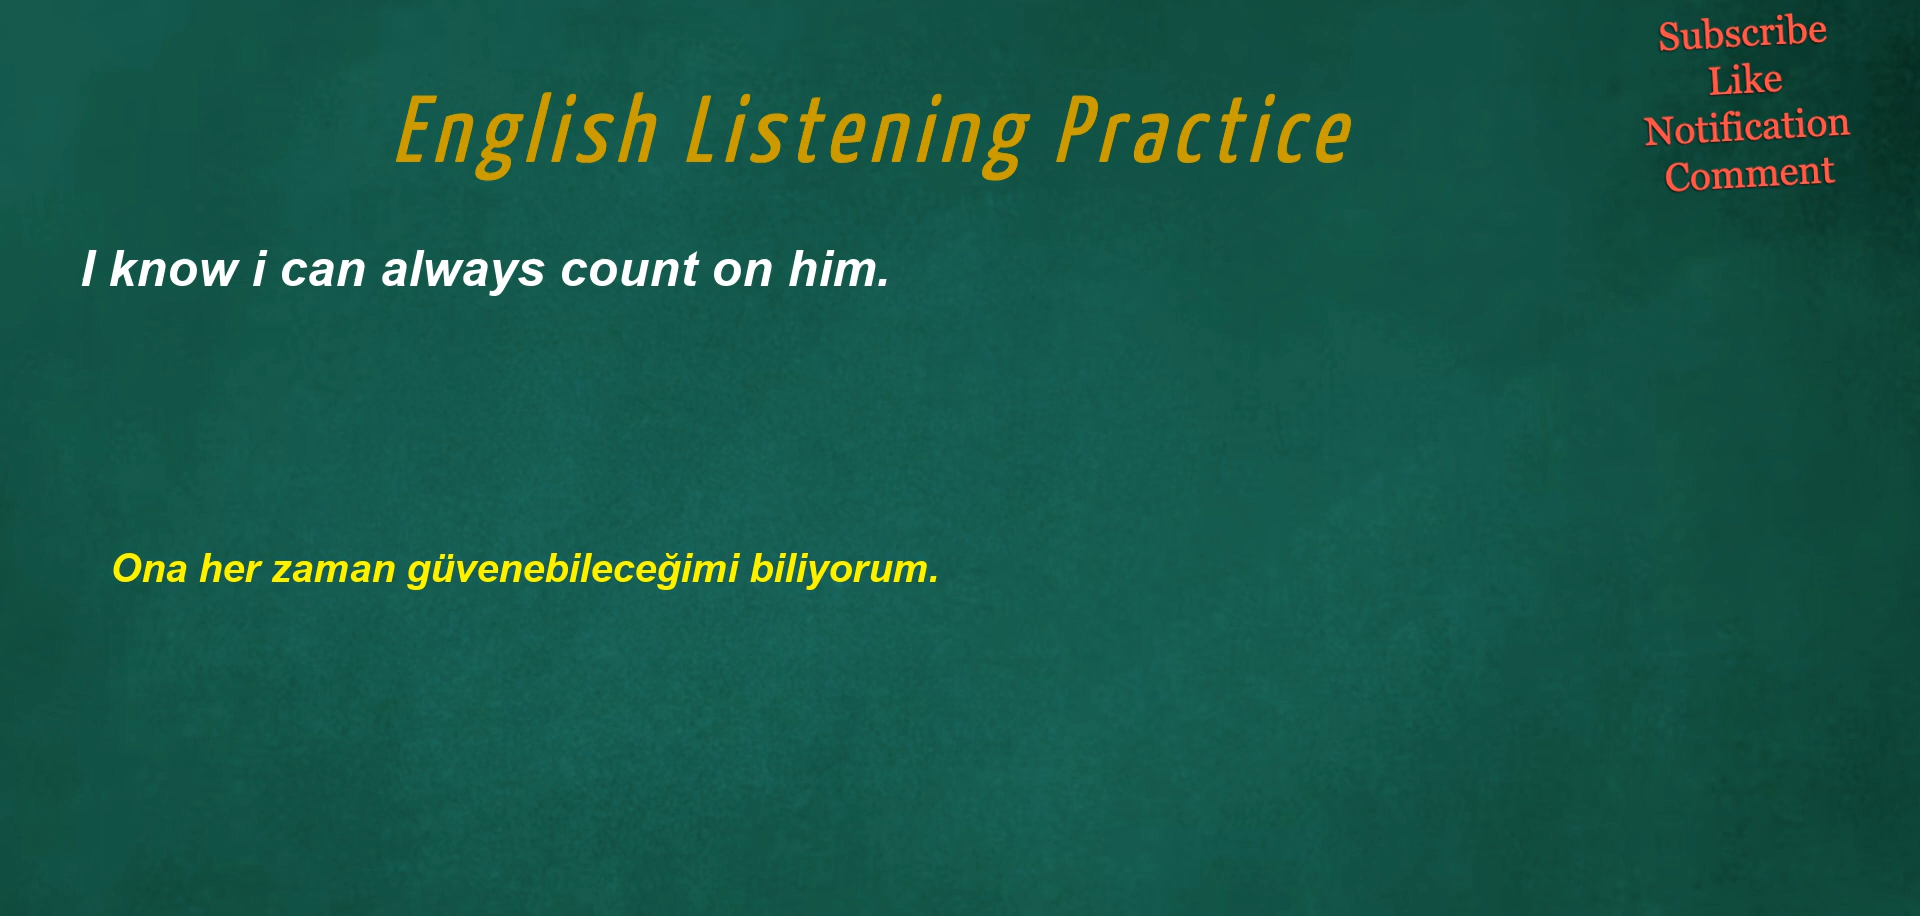 English Listening Practice
Subscribe
Like
Notification
Comment
I know i can always count on him.
Ona her zaman güvenebileceğimi biliyorum.